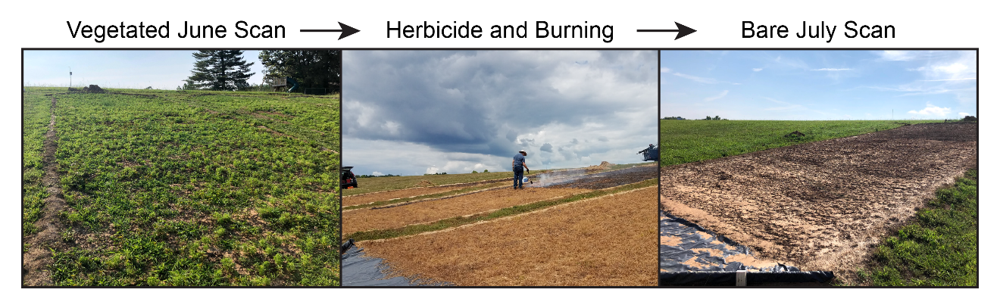 Vegetated June Scan
Herbicide and Burning
Bare July Scan